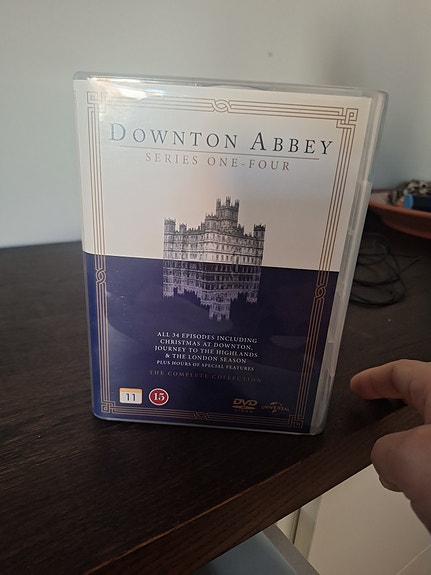 DOWNTON ABBEY
SERIES ONE-FOUR
ALL 34 EPISODES INCLUDING
CHRISTMAS AT DOWNTON,
JOURNEY TO THE HIGHLANDS
& THE LONDON SEASON
PLUS HOURS OF SPECIAL FEATURES
THE COMPLETE COLLECTION
11
15
DVD
VIDEO
UNIVERSAL